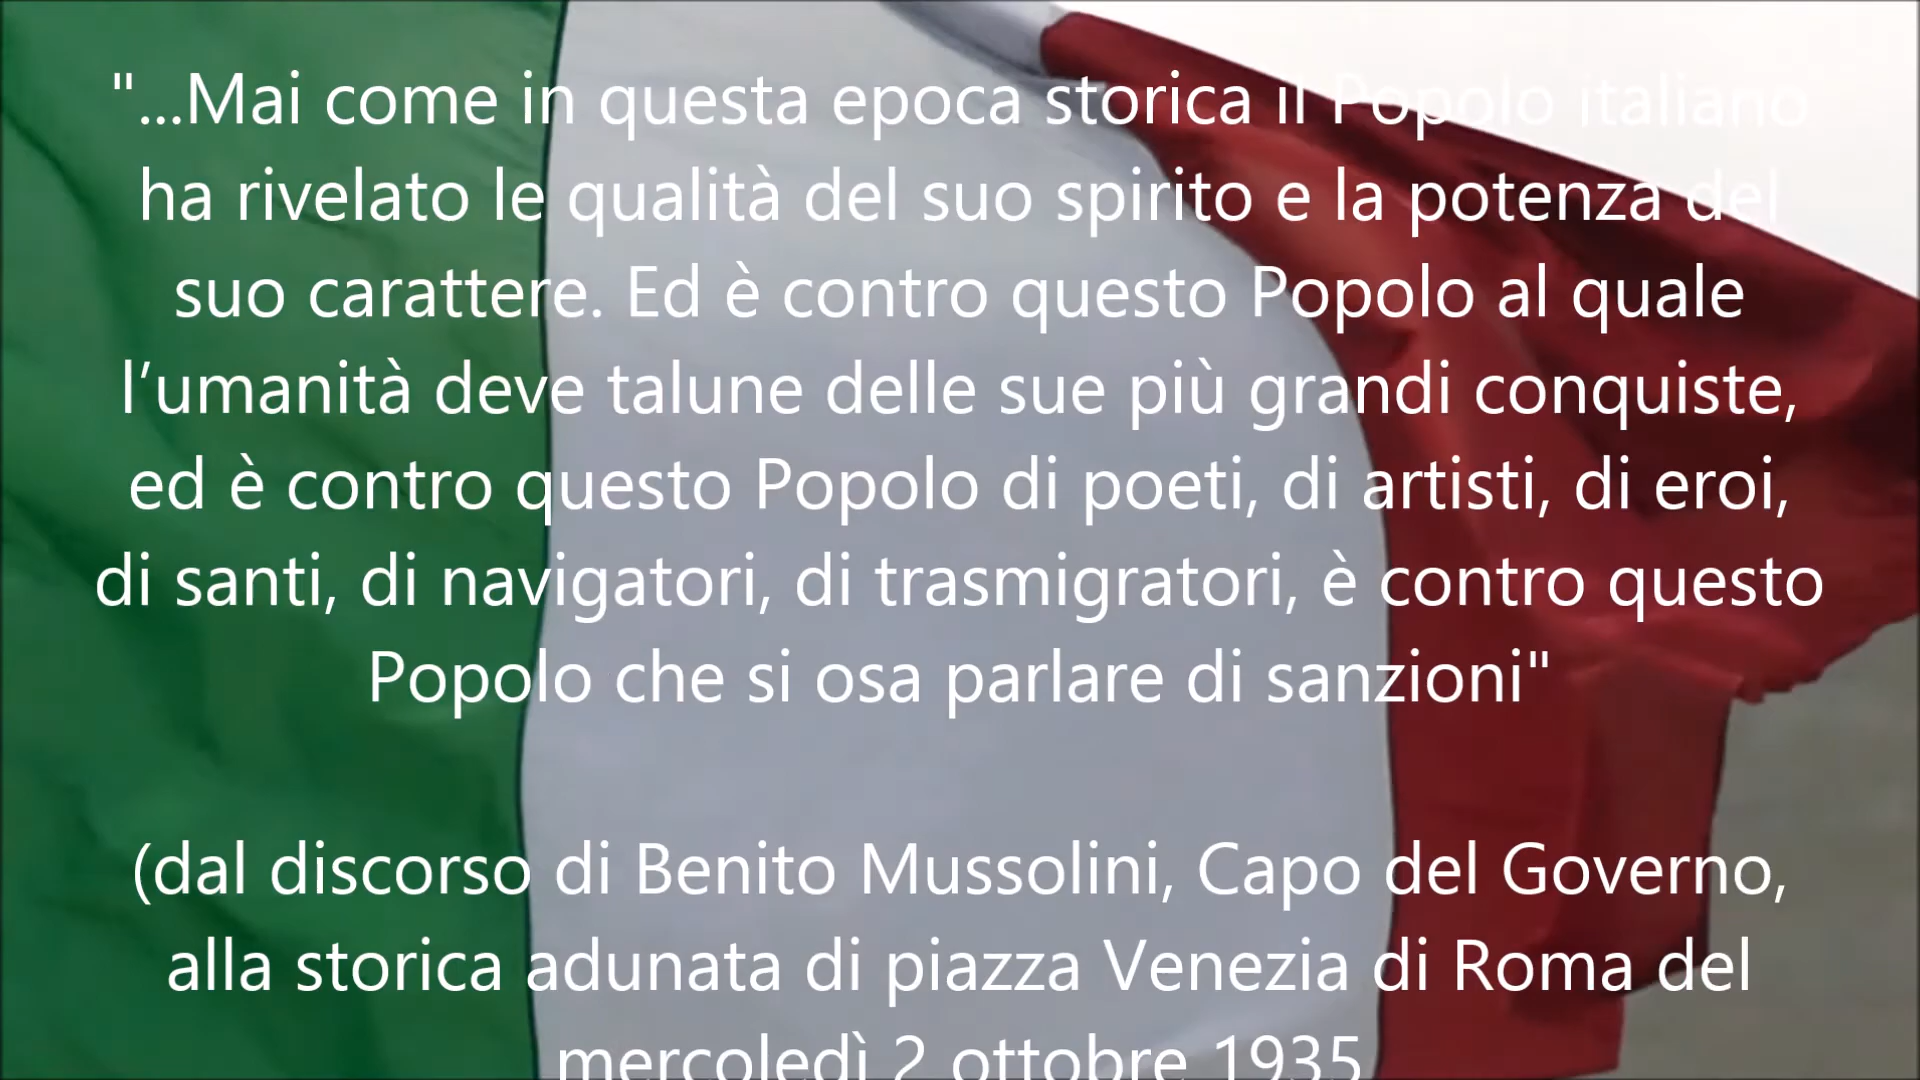 "...Mai come in questa epoca storica il Popolo italiano
ha rivelato le qualità del suo spirito e la potenza del
suo carattere. Ed è contro questo Popolo al quale
l’umanità deve talune delle sue più grandi conquiste,
ed è contro questo Popolo di poeti, di artisti, di eroi,
di santi, di navigatori, di trasmigratori, è contro questo
Popolo che si osa parlare di sanzioni"
(dal discorso di Benito Mussolini, Capo del Governo,
alla storica adunata di piazza Venezia di Roma del
mercoledì 2 ottobre 1935